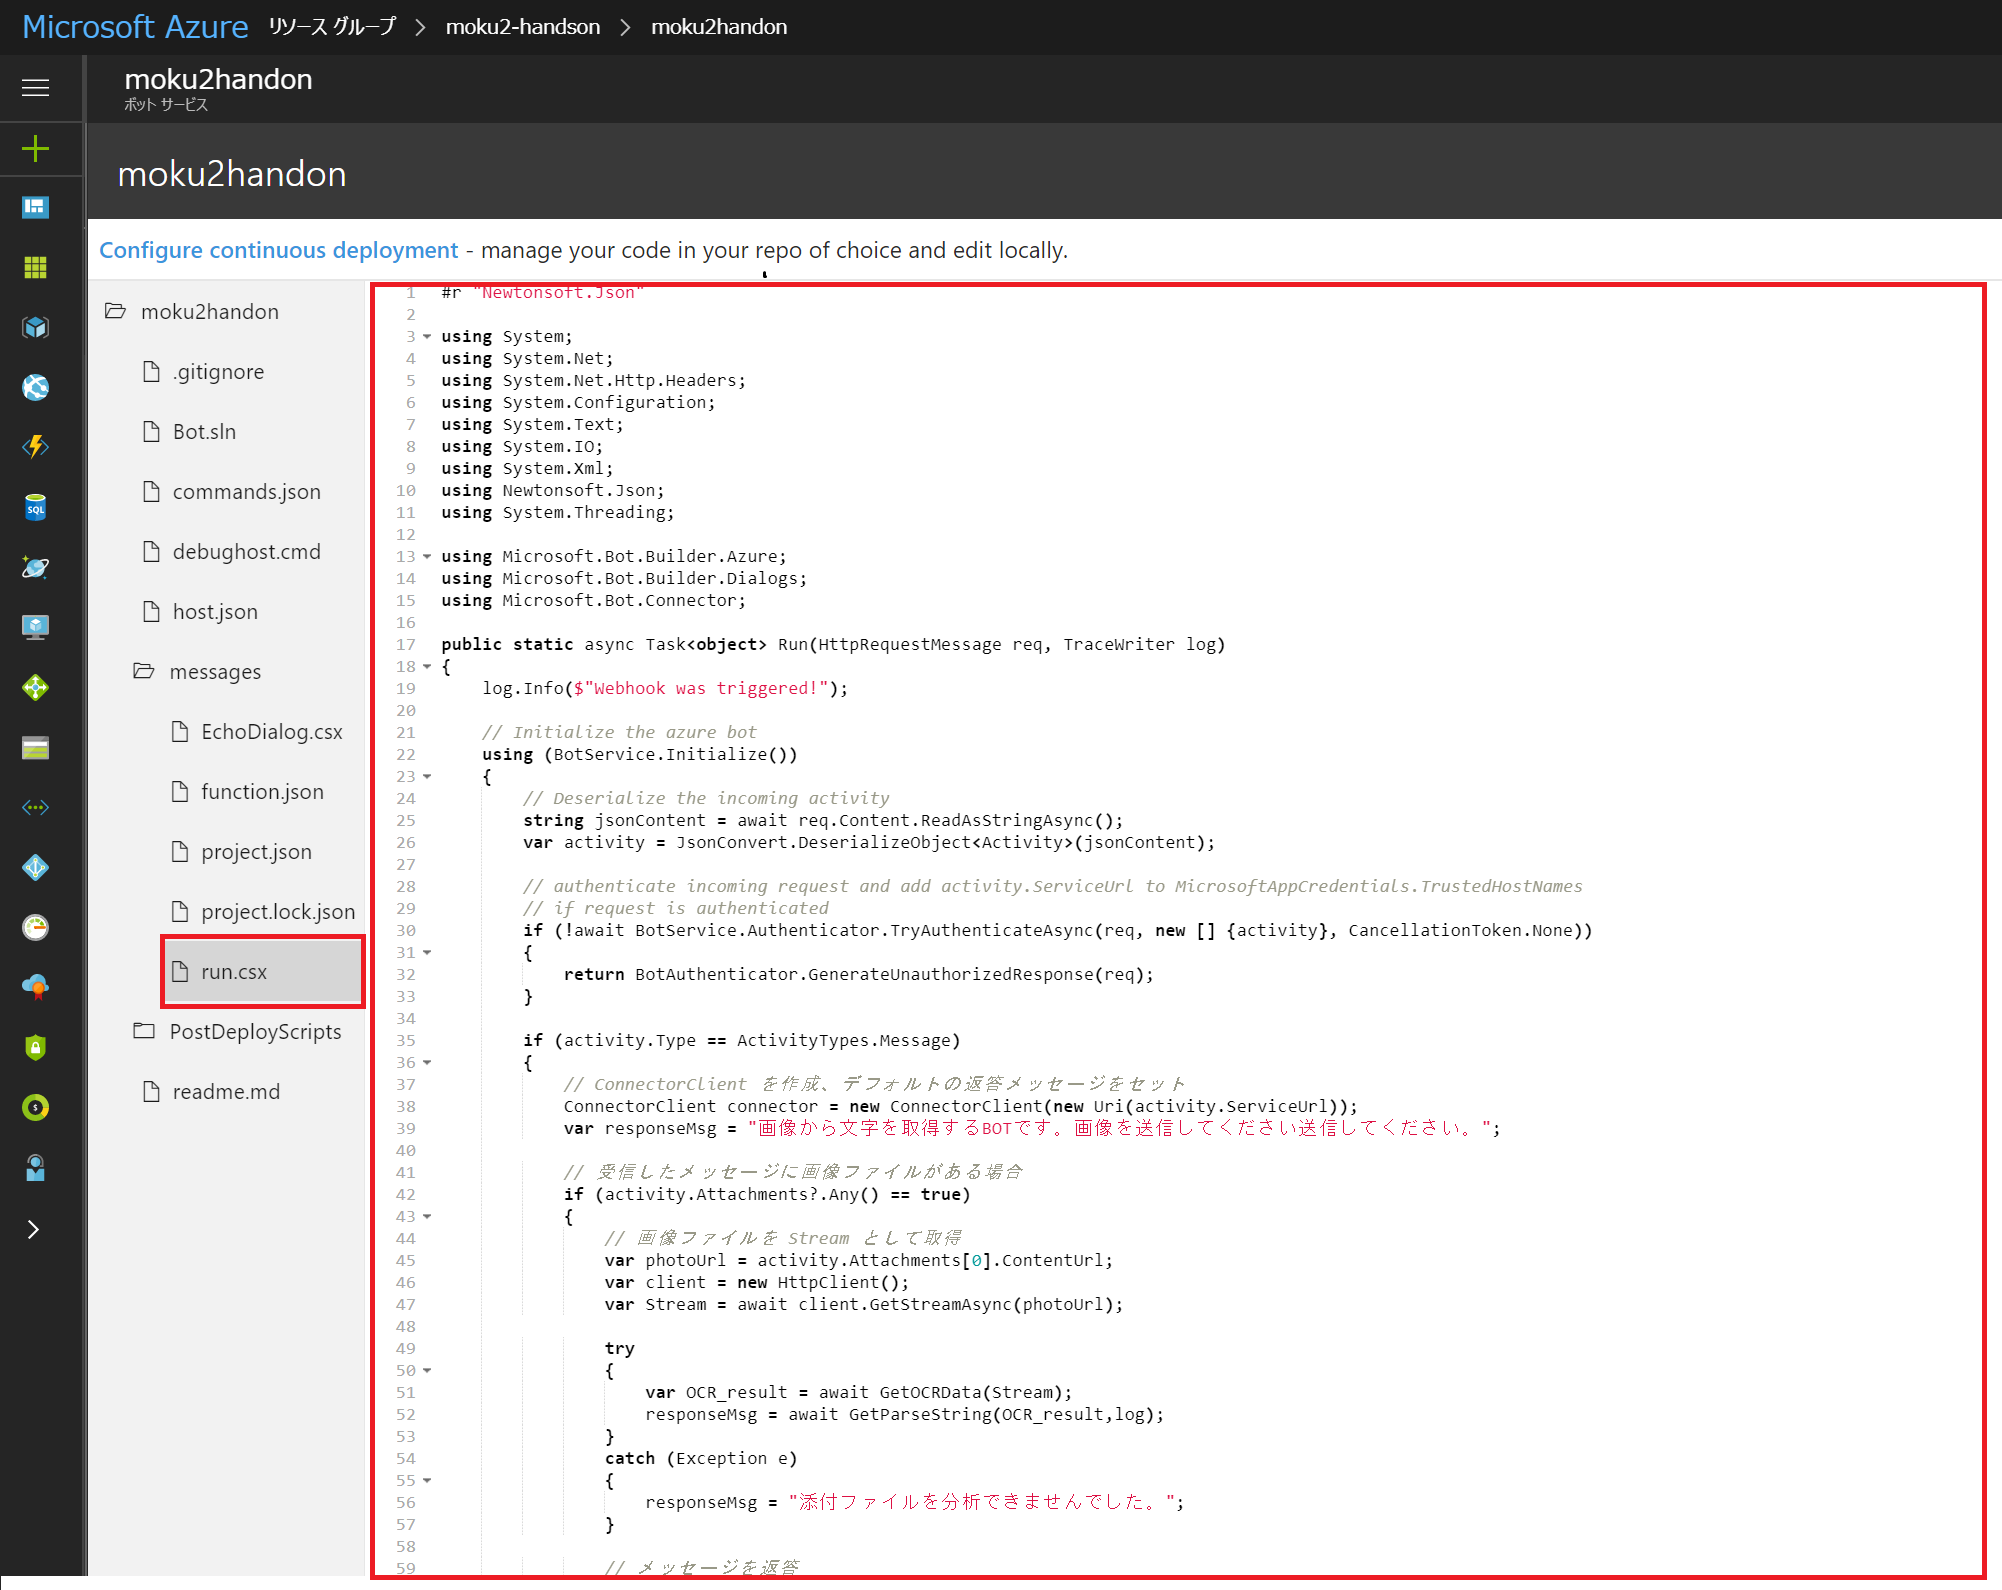 Microsoft Azure リソース グループ > moku2-handson > moku2handon
moku2handon
ボット サービス
moku2handon
Configure continuous deployment - manage your code in your repo of choice and edit locally.
moku2handon
.gitignore
Bot.sln
commands.json
debughost.cmd
host.json
messages
EchoDialog.csx
function.json
project.json
project.lock.json
run.csx
PostDeployScripts
readme.md
SQL
1 #r "Newtonsoft.Json"
2
3 using System;
4 using System.Net;
5 using System.Net.Http.Headers;
6 using System.Configuration;
7 using System.Text;
8 using System.IO;
9 using System.Xml;
10 using Newtonsoft.Json;
11 using System.Threading;
12
13 using Microsoft.Bot.Builder.Azure;
14 using Microsoft.Bot.Builder.Dialogs;
15 using Microsoft.Bot.Connector;
16
17 public static async Task<object> Run(HttpRequestMessage req, TraceWriter log)
18 {
19     log.Info($"Webhook was triggered!");
20
21     // Initialize the azure bot
22     using (BotService.Initialize())
23     {
24         // Deserialize the incoming activity
25         string jsonContent = await req.Content.ReadAsStringAsync();
26         var activity = JsonConvert.DeserializeObject<Activity>(jsonContent);
27
28         // authenticate incoming request and add activity.ServiceUrl to MicrosoftAppCredentials.TrustedHostNames
29         // if request is authenticated
30         if (!await BotService.Authenticator.TryAuthenticateAsync(req, new [] {activity}, CancellationToken.None))
31         {
32             return BotAuthenticator.GenerateUnauthorizedResponse(req);
33         }
34
35         if (activity.Type == ActivityTypes.Message)
36         {
37             // ConnectorClient を作成、デフォルトの返答メッセージをセット
38             ConnectorClient connector = new ConnectorClient(new Uri(activity.ServiceUrl));
39             var responseMsg = "画像から文字を取得するBOTです。画像を送信してください送信してください。";
40
41             // 受信したメッセージに画像ファイルがある場合
42             if (activity.Attachments?.Any() == true)
43             {
44                 // 画像ファイルを Stream として取得
45                 var photoUrl = activity.Attachments[0].ContentUrl;
46                 var client = new HttpClient();
47                 var Stream = await client.GetStreamAsync(photoUrl);
48
49                 try
50                 {
51                     var OCR_result = await GetOCRData(Stream);
52                     responseMsg = await GetParseString(OCR_result,log);
53                 }
54                 catch (Exception e)
55                 {
56                     responseMsg = "添付ファイルを分析できませんでした。";
57                 }
58
59                 // メッセージを返答